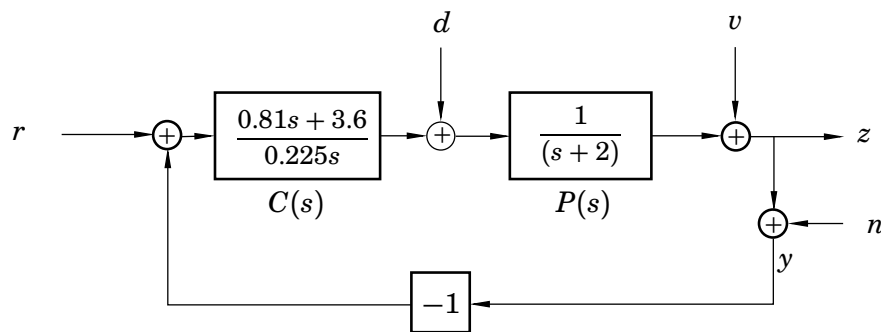 d
v
r
+
0.81s + 3.6
0.225s
+
1
(s + 2)
+
z
C(s)
P(s)
+
n
y
−1